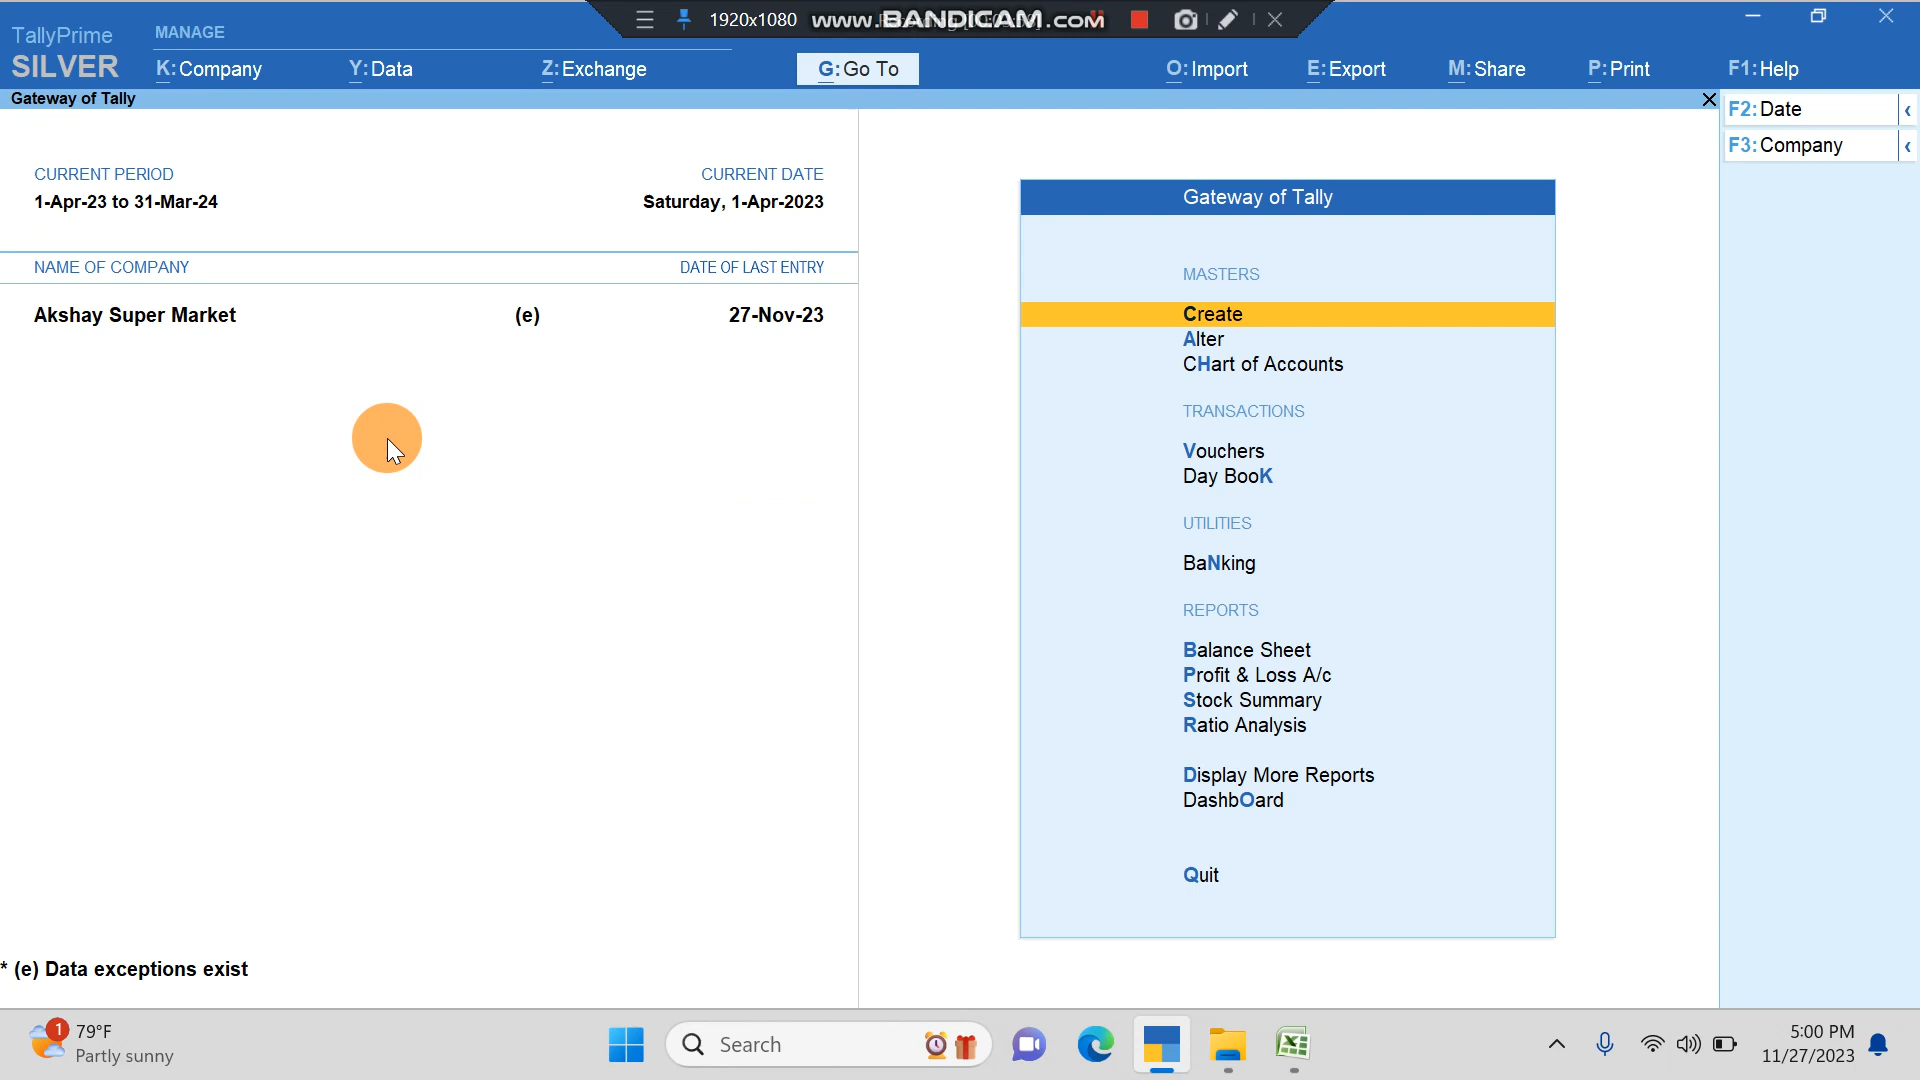 1920x1080
www.BANDICAM.com
TallyPrime
MANAGE
SILVER
K:Company
Y:Data
Z:Exchange
G:Go To
O:Import
E:Export
M:Share
P:Print
F1:Help
Gateway of Tally
F2:Date
F3:Company
CURRENT PERIOD
CURRENT DATE
1-Apr-23 to 31-Mar-24
Saturday, 1-Apr-2023
NAME OF COMPANY
DATE OF LAST ENTRY
Akshay Super Market
(e)
27-Nov-23
Gateway of Tally
MASTERS
Create
Alter
CHart of Accounts
TRANSACTIONS
Vouchers
Day BooK
UTILITIES
BaNking
REPORTS
Balance Sheet
Profit & Loss A/c
Stock Summary
Ratio Analysis
Display More Reports
DashbOard
Quit
* (e) Data exceptions exist
1
79°F
Partly sunny
Search
5:00 PM
11/27/2023